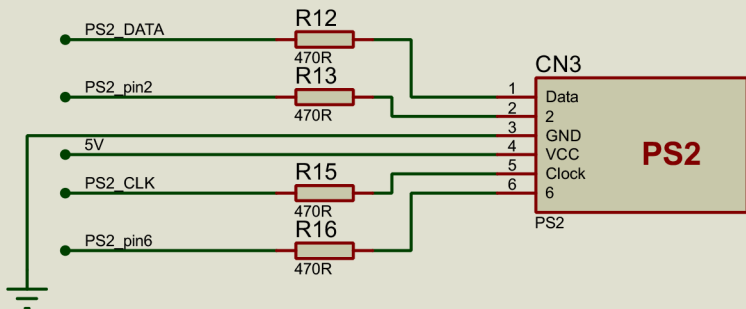 R12
PS2_DATA
470R
R13
PS2_pin2
470R
CN3
1 Data
2 2
3 GND
5V
4 VCC
PS2
R15
PS2_CLK
5 Clock
6 6
470R
R16
PS2
PS2_pin6
470R